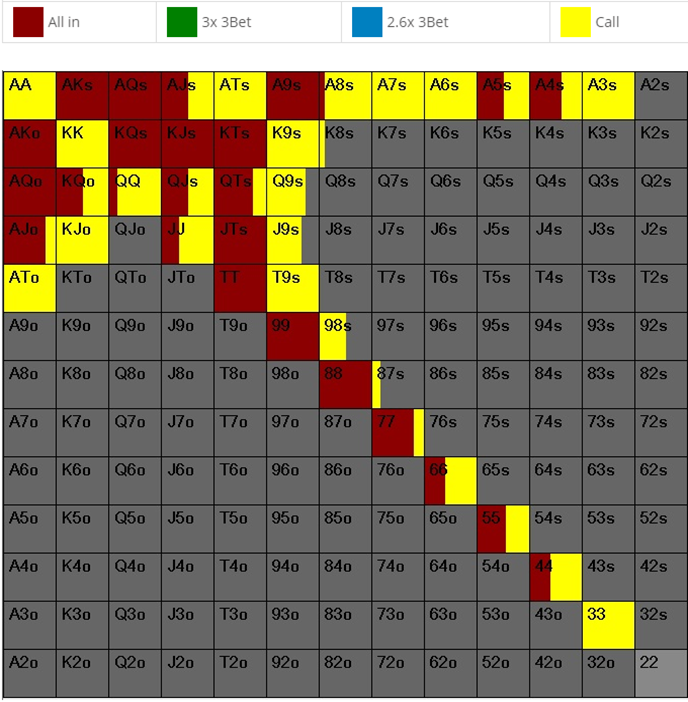 All in 3x 3Bet 2.6x 3Bet Call
AA AKs AQs AJs ATs A9s A8s A7s A6s A5s A4s A3s A2s
AKo KK KQs KJs KTs K9s K8s K7s K6s K5s K4s K3s K2s
AQo KQo QQ QJs QTs Q9s Q8s Q7s Q6s Q5s Q4s Q3s Q2s
AJo KJo QJo JJ JTs J9s J8s J7s J6s J5s J4s J3s J2s
ATo KTo QTo JTo TT T9s T8s T7s T6s T5s T4s T3s T2s
A9o K9o Q9o J9o T9o 99 98s 97s 96s 95s 94s 93s 92s
A8o K8o Q8o J8o T8o 98o 88 87s 86s 85s 84s 83s 82s
A7o K7o Q7o J7o T7o 97o 87o 77 76s 75s 74s 73s 72s
A6o K6o Q6o J6o T6o 96o 86o 76o 66 65s 64s 63s 62s
A5o K5o Q5o J5o T5o 95o 85o 75o 65o 55 54s 53s 52s
A4o K4o Q4o J4o T4o 94o 84o 74o 64o 54o 44 43s 42s
A3o K3o Q3o J3o T3o 93o 83o 73o 63o 53o 43o 33 32s
A2o K2o Q2o J2o T2o 92o 82o 72o 62o 52o 42o 32o 22